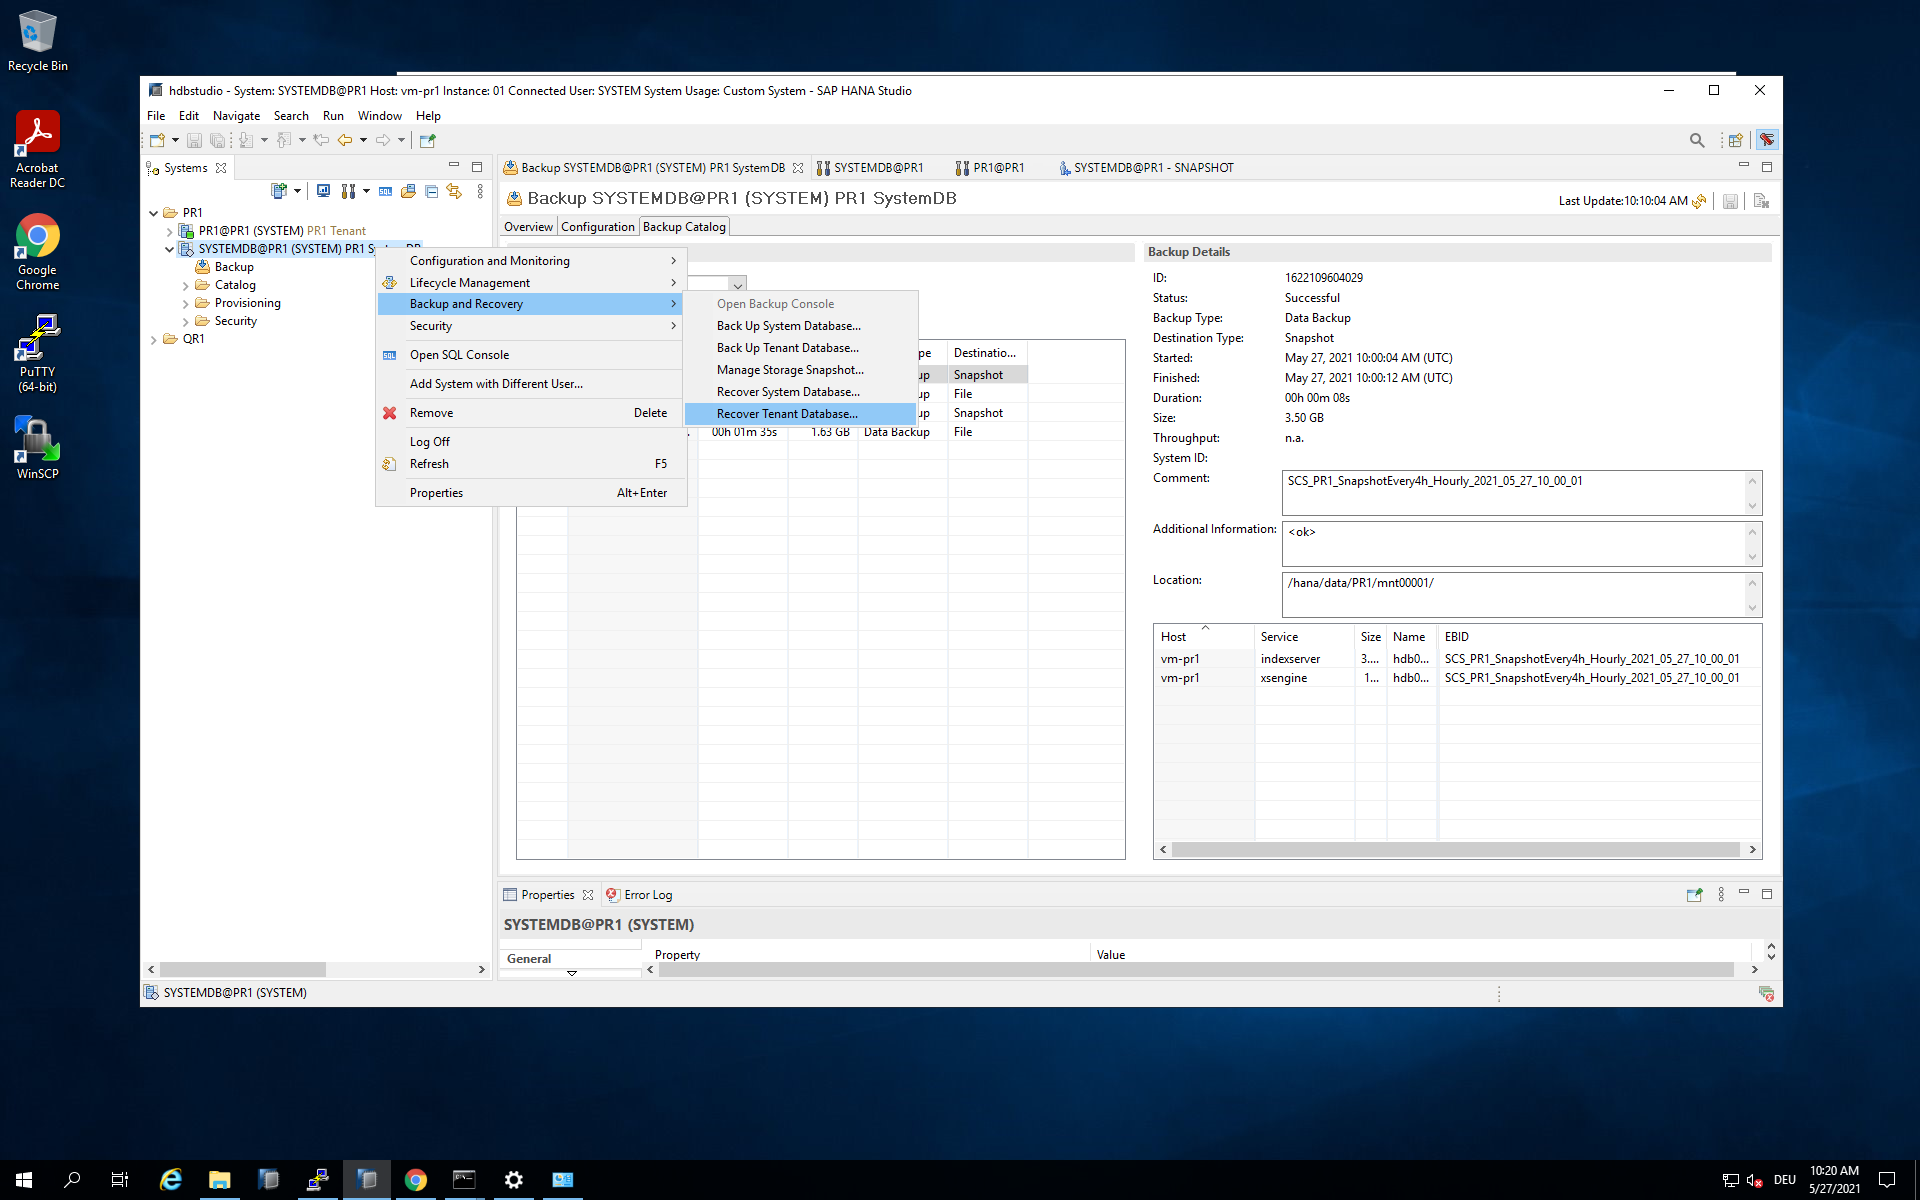 Recycle Bin
Acrobat
Reader DC
Google
Chrome
PuTTY
(64-bit)
WinSCP
hdbstudio - System: SYSTEMDB@PR1 Host: vm-pr1 Instance: 01 Connected User: SYSTEM System Usage: Custom System - SAP HANA Studio
File Edit Navigate Search Run Window Help
Systems
SQL
PR1
PR1@PR1 (SYSTEM) PR1 Tenant
SYSTEMDB@PR1 (SYSTEM) PR1
Backup
Catalog
Provisioning
Security
QR1
Configuration and Monitoring
Lifecycle Management
Backup and Recovery
Security
SQL Open SQL Console
Add System with Different User...
Remove Delete
Log Off
Refresh F5
Properties Alt+Enter
Open Backup Console
Back Up System Database...
Back Up Tenant Database...
Manage Storage Snapshot...
Recover System Database...
Recover Tenant Database...
Backup SYSTEMDB@PR1 (SYSTEM) PR1 SystemDB SYSTEMDB@PR1 PR1@PR1 SYSTEMDB@PR1 - SNAPSHOT
Backup SYSTEMDB@PR1 (SYSTEM) PR1 SystemDB
Last Update:10:10:04 AM
Overview Configuration Backup Catalog
pe Destinatio...
up Snapshot
up File
up Snapshot
00h 01m 35s 1.63 GB Data Backup File
Backup Details
ID: 1622109604029
Status: Successful
Backup Type: Data Backup
Destination Type: Snapshot
Started: May 27, 2021 10:00:04 AM (UTC)
Finished: May 27, 2021 10:00:12 AM (UTC)
Duration: 00h 00m 08s
Size: 3.50 GB
Throughput: n.a.
System ID:
Comment: SCS_PR1_SnapshotEvery4h_Hourly_2021_05_27_10_00_01
Additional Information: <ok>
Location: /hana/data/PR1/mnt00001/
Host Service Size Name EBID
vm-pr1 indexserver 3.... hdb0... SCS_PR1_SnapshotEvery4h_Hourly_2021_05_27_10_00_01
vm-pr1 xsengine 1... hdb0... SCS_PR1_SnapshotEvery4h_Hourly_2021_05_27_10_00_01
Properties Error Log
SYSTEMDB@PR1 (SYSTEM)
General Property Value
SYSTEMDB@PR1 (SYSTEM)
DEU
10:20 AM
5/27/2021